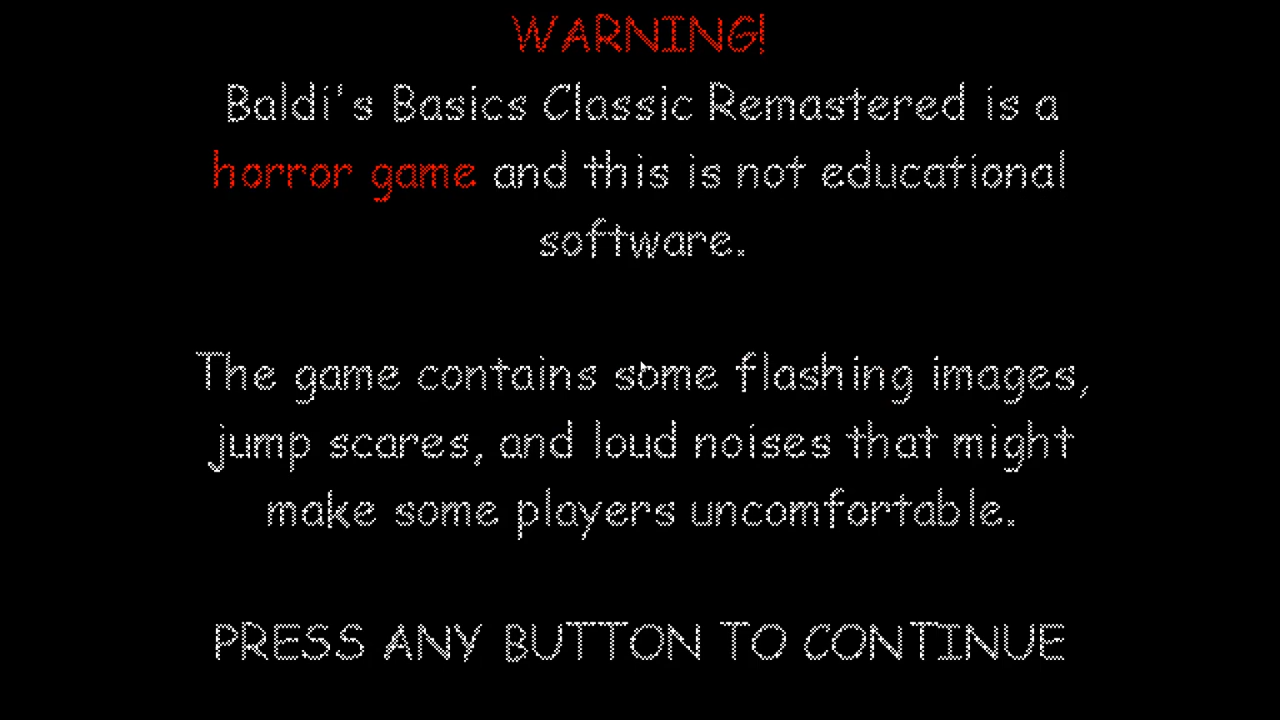 WARNING!
Baldi's Basics Classic Remastered is a
horror game and this is not educational
software.
The game contains some flashing images,
jump scares, and loud noises that might
make some players uncomfortable.
PRESS ANY BUTTON TO CONTINUE